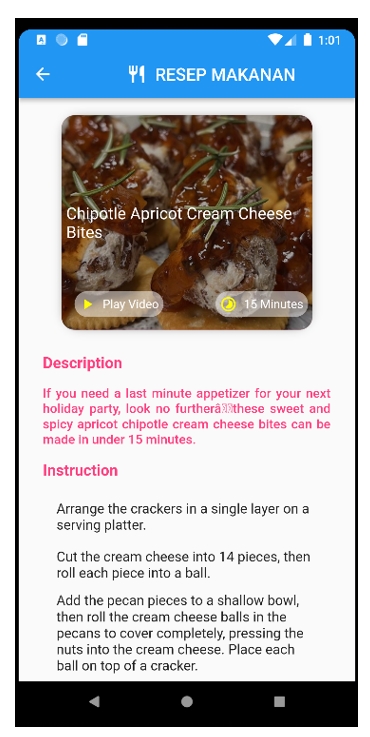 1:01
RESEP MAKANAN
Chipotle Apricot Cream Cheese
Bites
Play Video
15 Minutes
Description
If you need a last minute appetizer for your next
holiday party, look no furtherâ��these sweet and
spicy apricot chipotle cream cheese bites can be
made in under 15 minutes.
Instruction
Arrange the crackers in a single layer on a
serving platter.
Cut the cream cheese into 14 pieces, then
roll each piece into a ball.
Add the pecan pieces to a shallow bowl,
then roll the cream cheese balls in the
pecans to cover completely, pressing the
nuts into the cream cheese. Place each
ball on top of a cracker.